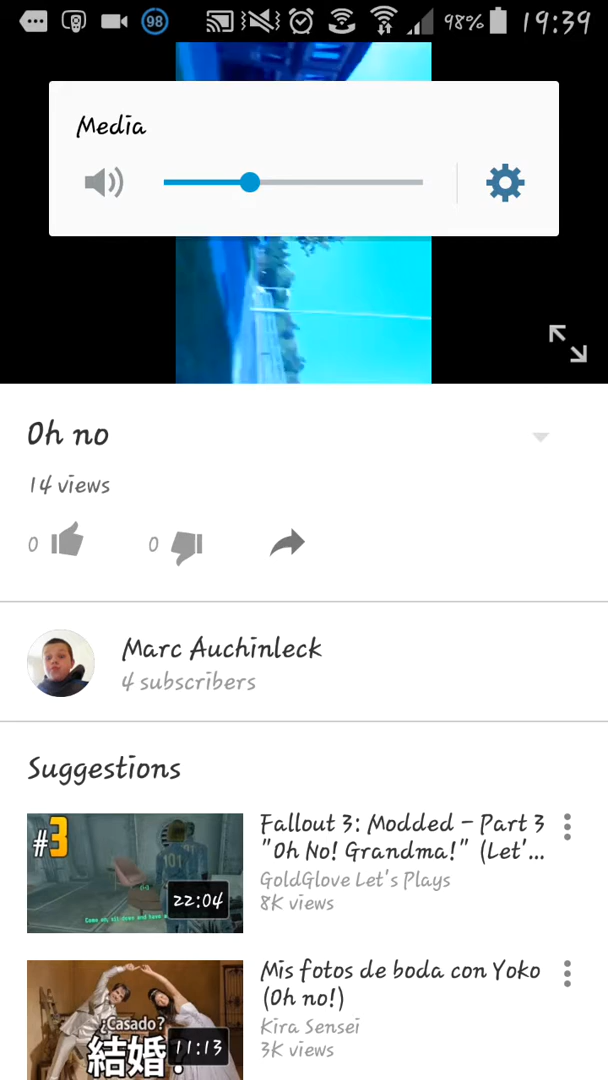 98
98%
19:39
Media
Oh no
14 views
0
0
Marc Auchinleck
4 subscribers
Suggestions
#3
101
22:04
Fallout 3: Modded - Part 3
"Oh No! Grandma!" (Let'...
GoldGlove Let's Plays
8K views
¿Casado?
結婚?
11:13
Mis fotos de boda con Yoko
(Oh no!)
Kira Sensei
3K views